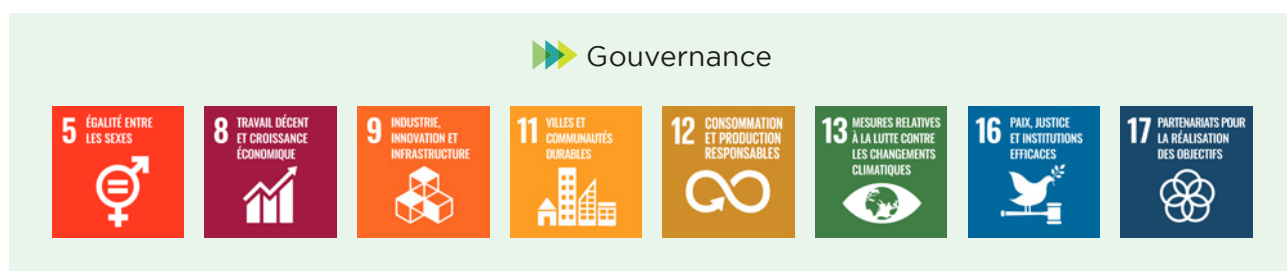 Gouvernance
5 ÉGALITÉ ENTRE
LES SEXES
8 TRAVAIL DÉCENT
ET CROISSANCE
ÉCONOMIQUE
9 INDUSTRIE,
INNOVATION ET
INFRASTRUCTURE
11 VILLES ET
COMMUNAUTÉS
DURABLES
12 CONSOMMATION
ET PRODUCTION
RESPONSABLES
13 MESURES RELATIVES
À LA LUTTE CONTRE
LES CHANGEMENTS
CLIMATIQUES
16 PAIX, JUSTICE
ET INSTITUTIONS
EFFICACES
17 PARTENARIATS POUR
LA RÉALISATION
DES OBJECTIFS